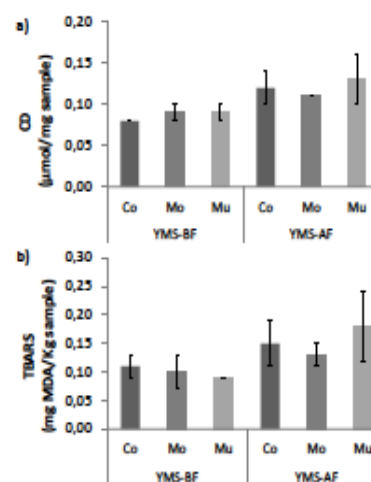 a)
CD
(µmol/mg sample)
0,20
0,15
0,10
0,05
0,00
Co Mo Mu Co Mo Mu
YMS-BF YMS-AF
b)
TBARS
(mg MDA/Kg sample)
0,30
0,25
0,20
0,15
0,10
0,05
0,00
Co Mo Mu Co Mo Mu
YMS-BF YMS-AF